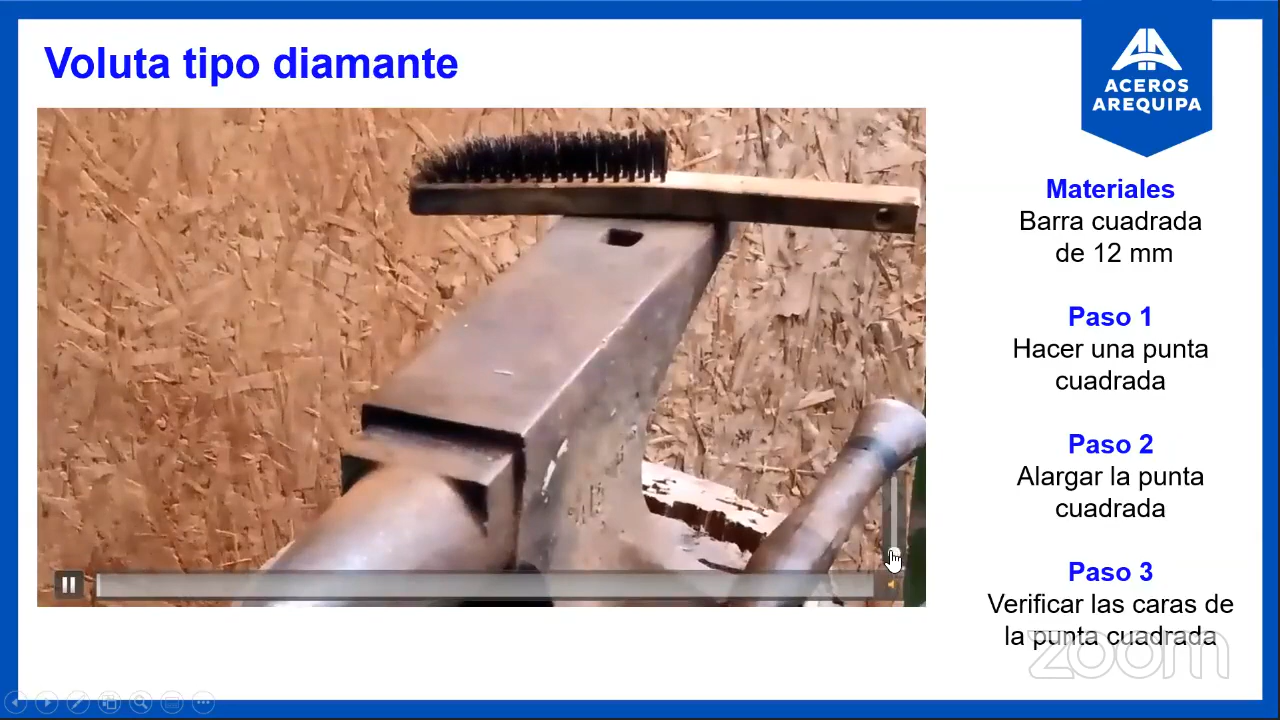 Voluta tipo diamante
ACEROS
AREQUIPA
Materiales
Barra cuadrada
de 12 mm
Paso 1
Hacer una punta
cuadrada
Paso 2
Alargar la punta
cuadrada
Paso 3
Verificar las caras de
la punta cuadrada
zoom